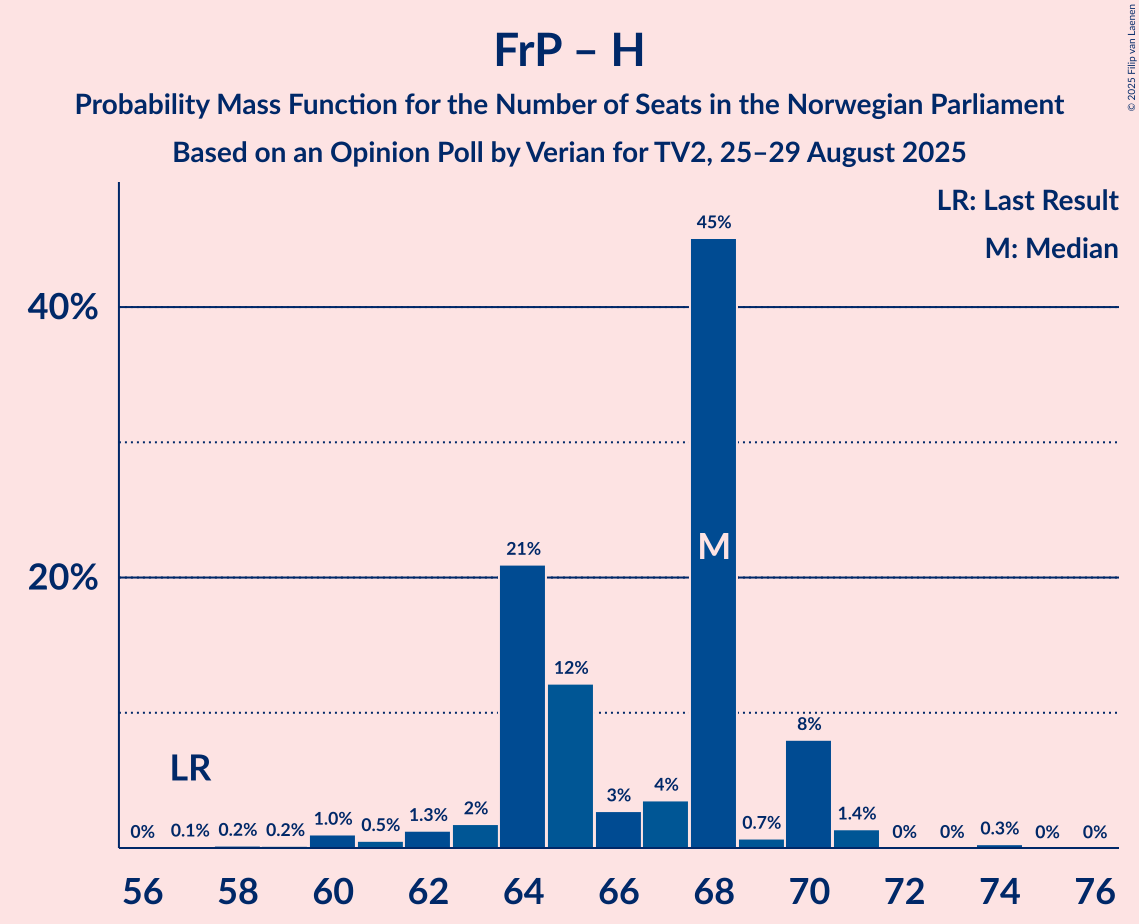 FrP – H
Probability Mass Function for the Number of Seats in the Norwegian Parliament
Based on an Opinion Poll by Verian for TV2, 25–29 August 2025
© 2025 Filip van Laenen
LR: Last Result
M: Median
40%
20%
45%
21%
12%
8%
M
LR
0%
0.1%
0.2%
0.2%
1.0%
0.5%
1.3%
2%
3%
4%
0.7%
1.4%
0%
0%
0.3%
0%
0%
56 58 60 62 64 66 68 70 72 74 76